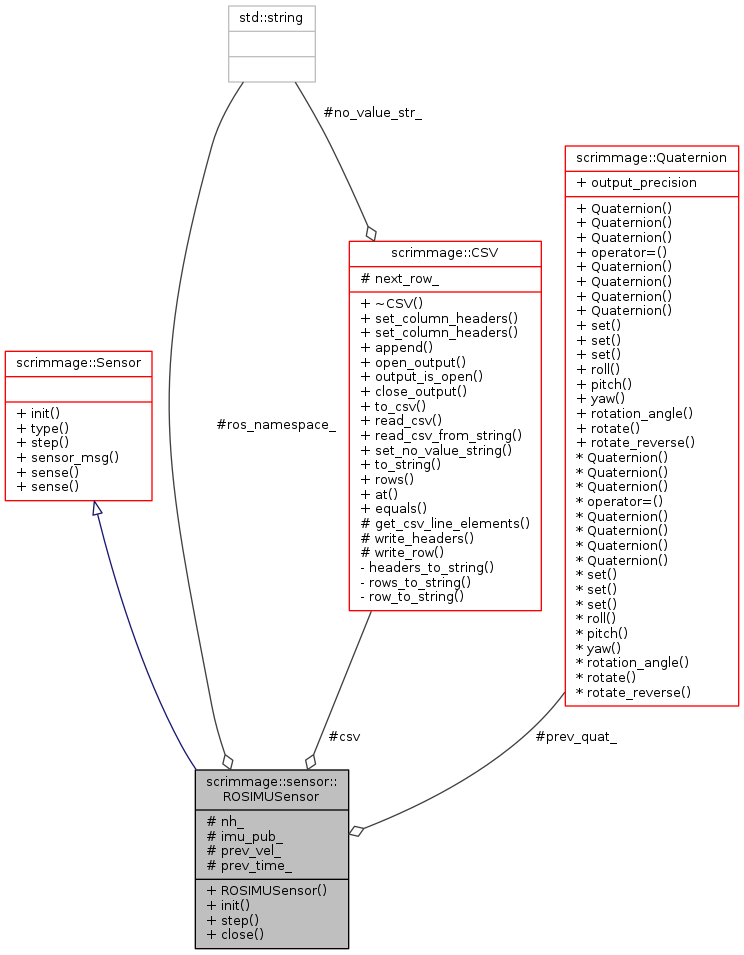 std::string
#no_value_str_
scrimmage::Quaternion
+ output_precision
+ Quaternion()
+ Quaternion()
+ Quaternion()
+ operator=()
+ Quaternion()
+ Quaternion()
+ Quaternion()
+ Quaternion()
+ set()
+ set()
+ set()
+ roll()
+ pitch()
+ yaw()
+ rotation_angle()
+ rotate()
+ rotate_reverse()
* Quaternion()
* Quaternion()
* Quaternion()
* operator=()
* Quaternion()
* Quaternion()
* Quaternion()
* Quaternion()
* set()
* set()
* set()
* roll()
* pitch()
* yaw()
* rotation_angle()
* rotate()
* rotate_reverse()
scrimmage::CSV
# next_row_
+ ~CSV()
+ set_column_headers()
+ set_column_headers()
+ append()
+ open_output()
+ output_is_open()
+ close_output()
+ to_csv()
+ read_csv()
+ read_csv_from_string()
+ set_no_value_string()
+ to_string()
+ rows()
+ at()
+ equals()
# get_csv_line_elements()
# write_headers()
# write_row()
- headers_to_string()
- rows_to_string()
- row_to_string()
scrimmage::Sensor
+ init()
+ type()
+ step()
+ sensor_msg()
+ sense()
+ sense()
#ros_namespace_
#csv
#prev_quat_
scrimmage::sensor::
ROSIMUSensor
# nh_
# imu_pub_
# prev_vel_
# prev_time_
+ ROSIMUSensor()
+ init()
+ step()
+ close()